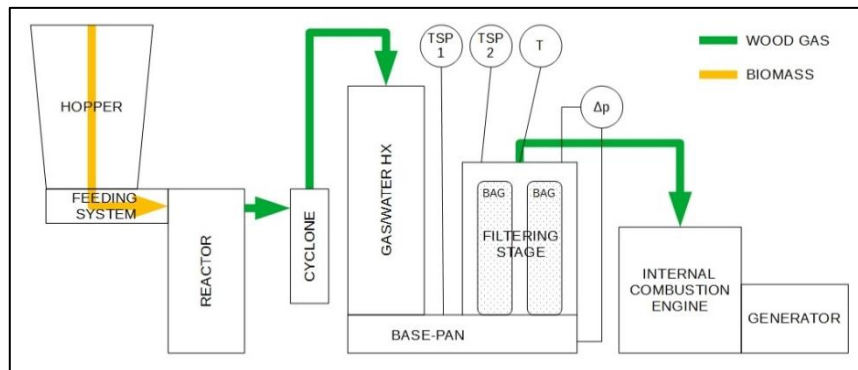 HOPPER
FEEDING
SYSTEM
REACTOR
CYCLONE
GAS/WATER HX
BASE-PAN
TSP
1
TSP
2
T
Δp
BAG
BAG
FILTERING
STAGE
INTERNAL
COMBUSTION
ENGINE
GENERATOR
WOOD GAS
BIOMASS